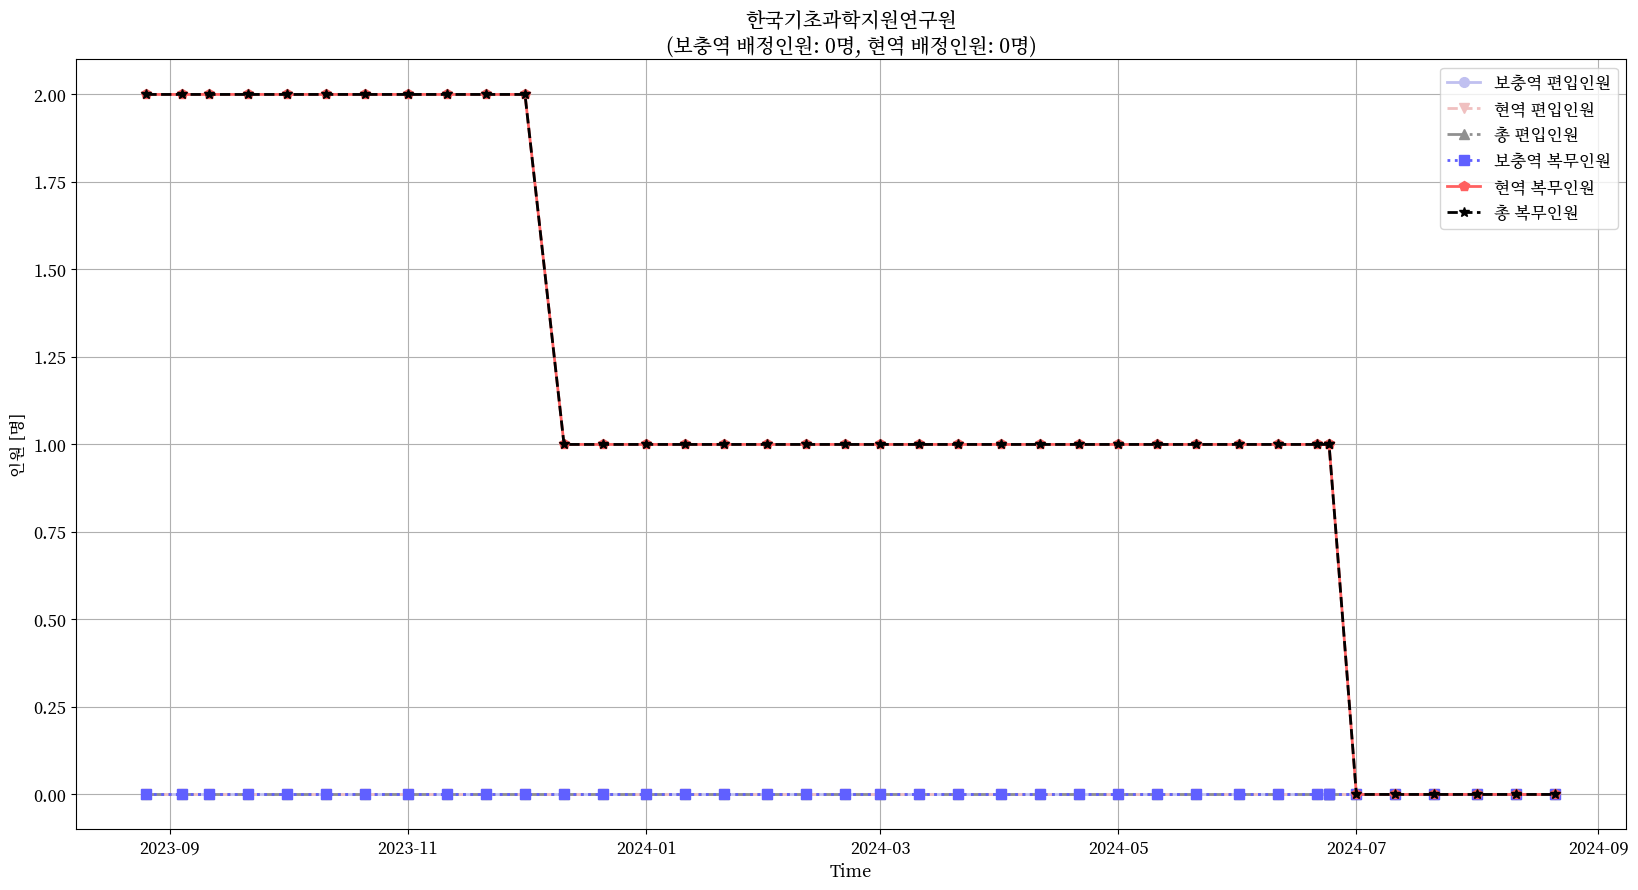 한국기초과학지원연구원
(보충역 배정인원: 0명, 현역 배정인원: 0명)
보충역 편입인원
현역 편입인원
총 편입인원
보충역 복무인원
현역 복무인원
총 복무인원
인원 [명]
2.00
1.75
1.50
1.25
1.00
0.75
0.50
0.25
0.00
2023-09 2023-11 2024-01 2024-03 2024-05 2024-07 2024-09
Time